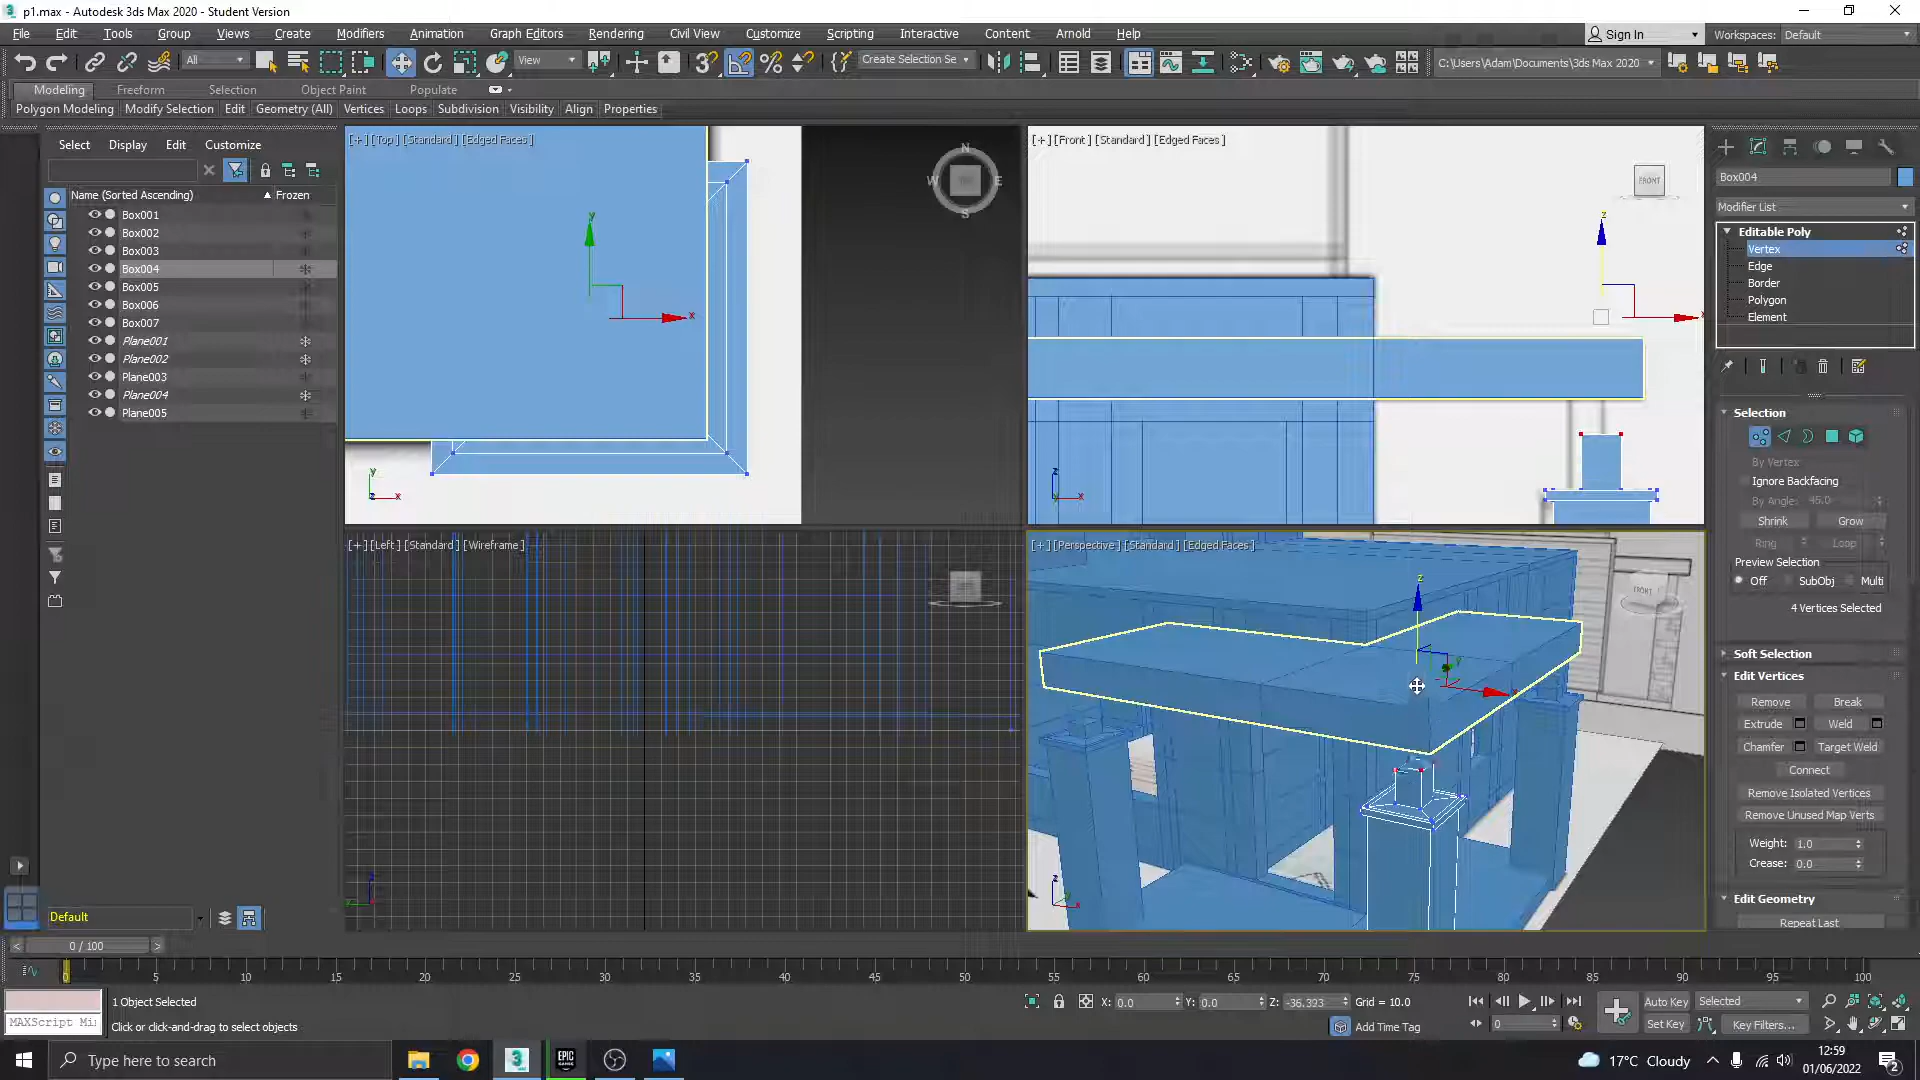 p1.max - Autodesk 3ds Max 2020 - Student Version
File Edit Tools Group Views Create Modifiers Animation Graph Editors Rendering Civil View Customize Scripting Interactive Content Arnold Help Sign In Workspaces: Default
All View Create Selection Se C:\Users\Adam\Documents\3ds Max 2020
Modeling Freeform Selection Object Paint Populate
Polygon Modeling Modify Selection Edit Geometry (All) Vertices Loops Subdivision Visibility Align Properties
Select Display Edit Customize
Name (Sorted Ascending) Frozen
Box001
Box002
Box003
Box004
Box005
Box006
Box007
Plane001
Plane002
Plane003
Plane004
Plane005
Default
[+] [Top] [Standard] [Edged Faces]
N
W E
S
y
x
y
z x
[+] [Front] [Standard] [Edged Faces]
FRONT
z
x
z
y x
[+] [Left] [Standard] [Wireframe]
z
y
[+] [Perspective] [Standard] [Edged Faces]
FRONT
z
y
x
z
y
x
Box004
Modifier List
Editable Poly
Vertex
Edge
Border
Polygon
Element
Selection
By Vertex
Ignore Backfacing
By Angle: 45.0
Shrink Grow
Ring Loop
Preview Selection
Off SubObj Multi
4 Vertices Selected
Soft Selection
Edit Vertices
Remove Break
Extrude Weld
Chamfer Target Weld
Connect
Remove Isolated Vertices
Remove Unused Map Verts
Weight: 1.0
Crease: 0.0
Edit Geometry
Repeat Last
< 0 / 100 >
0 5 10 15 20 25 30 35 40 45 50 55 60 65 70 75 80 85 90 95 100
1 Object Selected
MAXScript Mi
Click or click-and-drag to select objects
X: 0.0 Y: 0.0 Z: -36.393 Grid = 10.0
Add Time Tag
0
Auto Key Selected
Set Key Key Filters...
Type here to search
EPIC GAMES
17°C Cloudy
12:59
01/06/2022
2